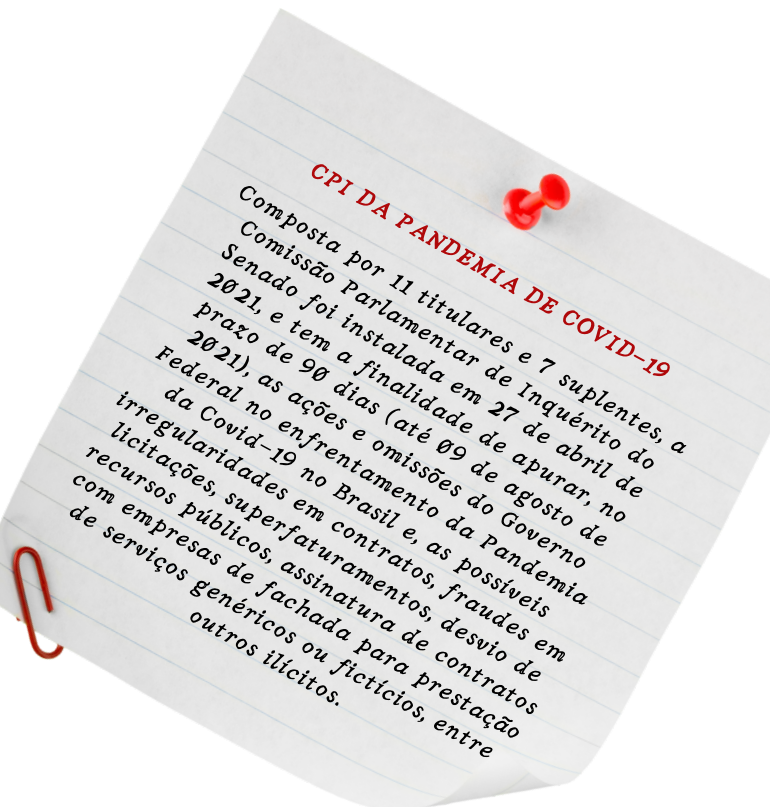 CPI DA PANDEMIA DE COVID-19
Composta por 11 titulares e 7 suplentes, a
Comissão Parlamentar de Inquérito do
Senado foi instalada em 27 de abril de
2021, e tem a finalidade de apurar, no
prazo de 90 dias (até 09 de agosto de
2021), as ações e omissões do Governo
Federal no enfrentamento da Pandemia
da Covid-19 no Brasil e, as possíveis
irregularidades em contratos, fraudes em
licitações, superfaturamentos, desvio de
recursos públicos, assinatura de contratos
com empresas de fachada para prestação
de serviços genéricos ou fictícios, entre
outros ilícitos.